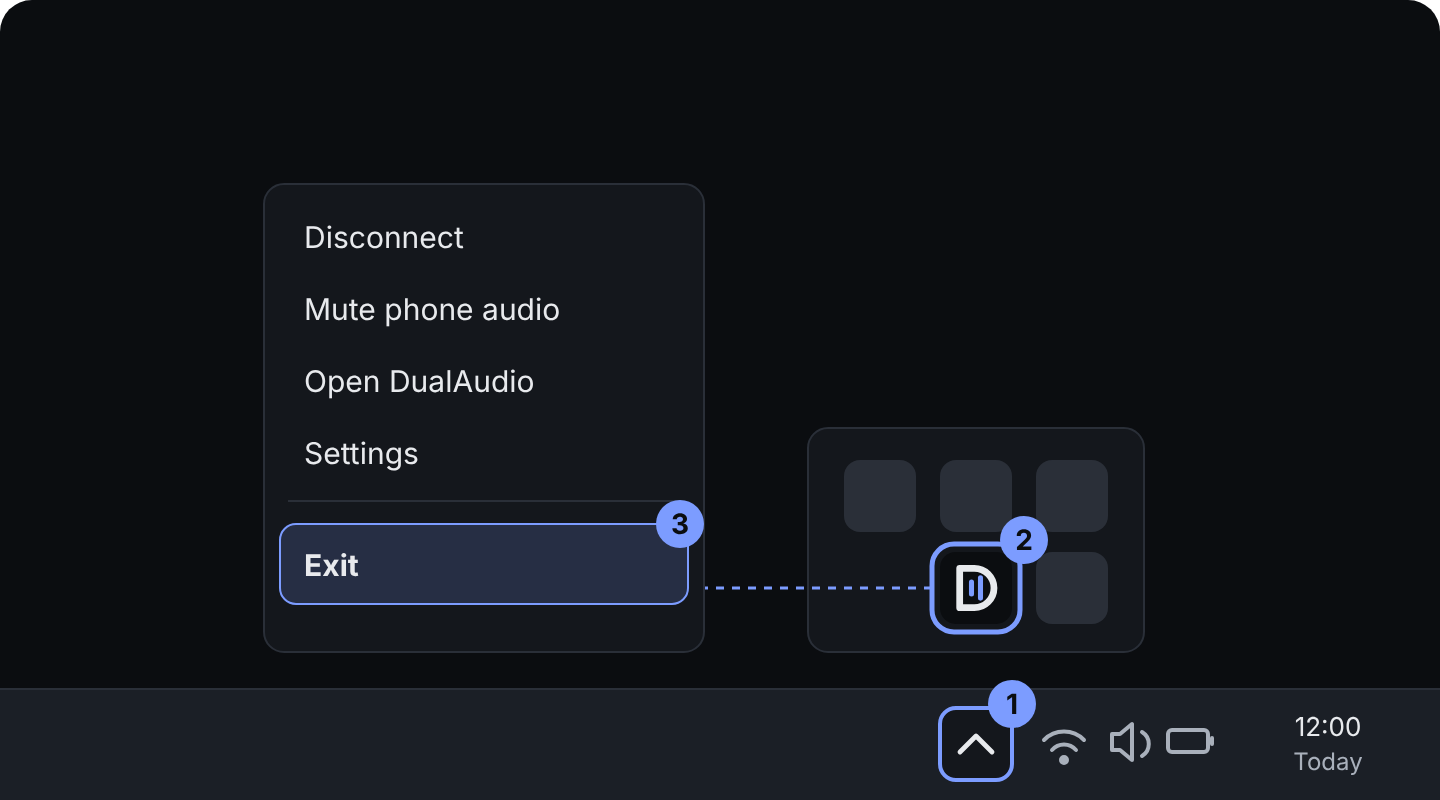 Disconnect
Mute phone audio
Open DualAudio
Settings
3
Exit
2
D
1
12:00
Today